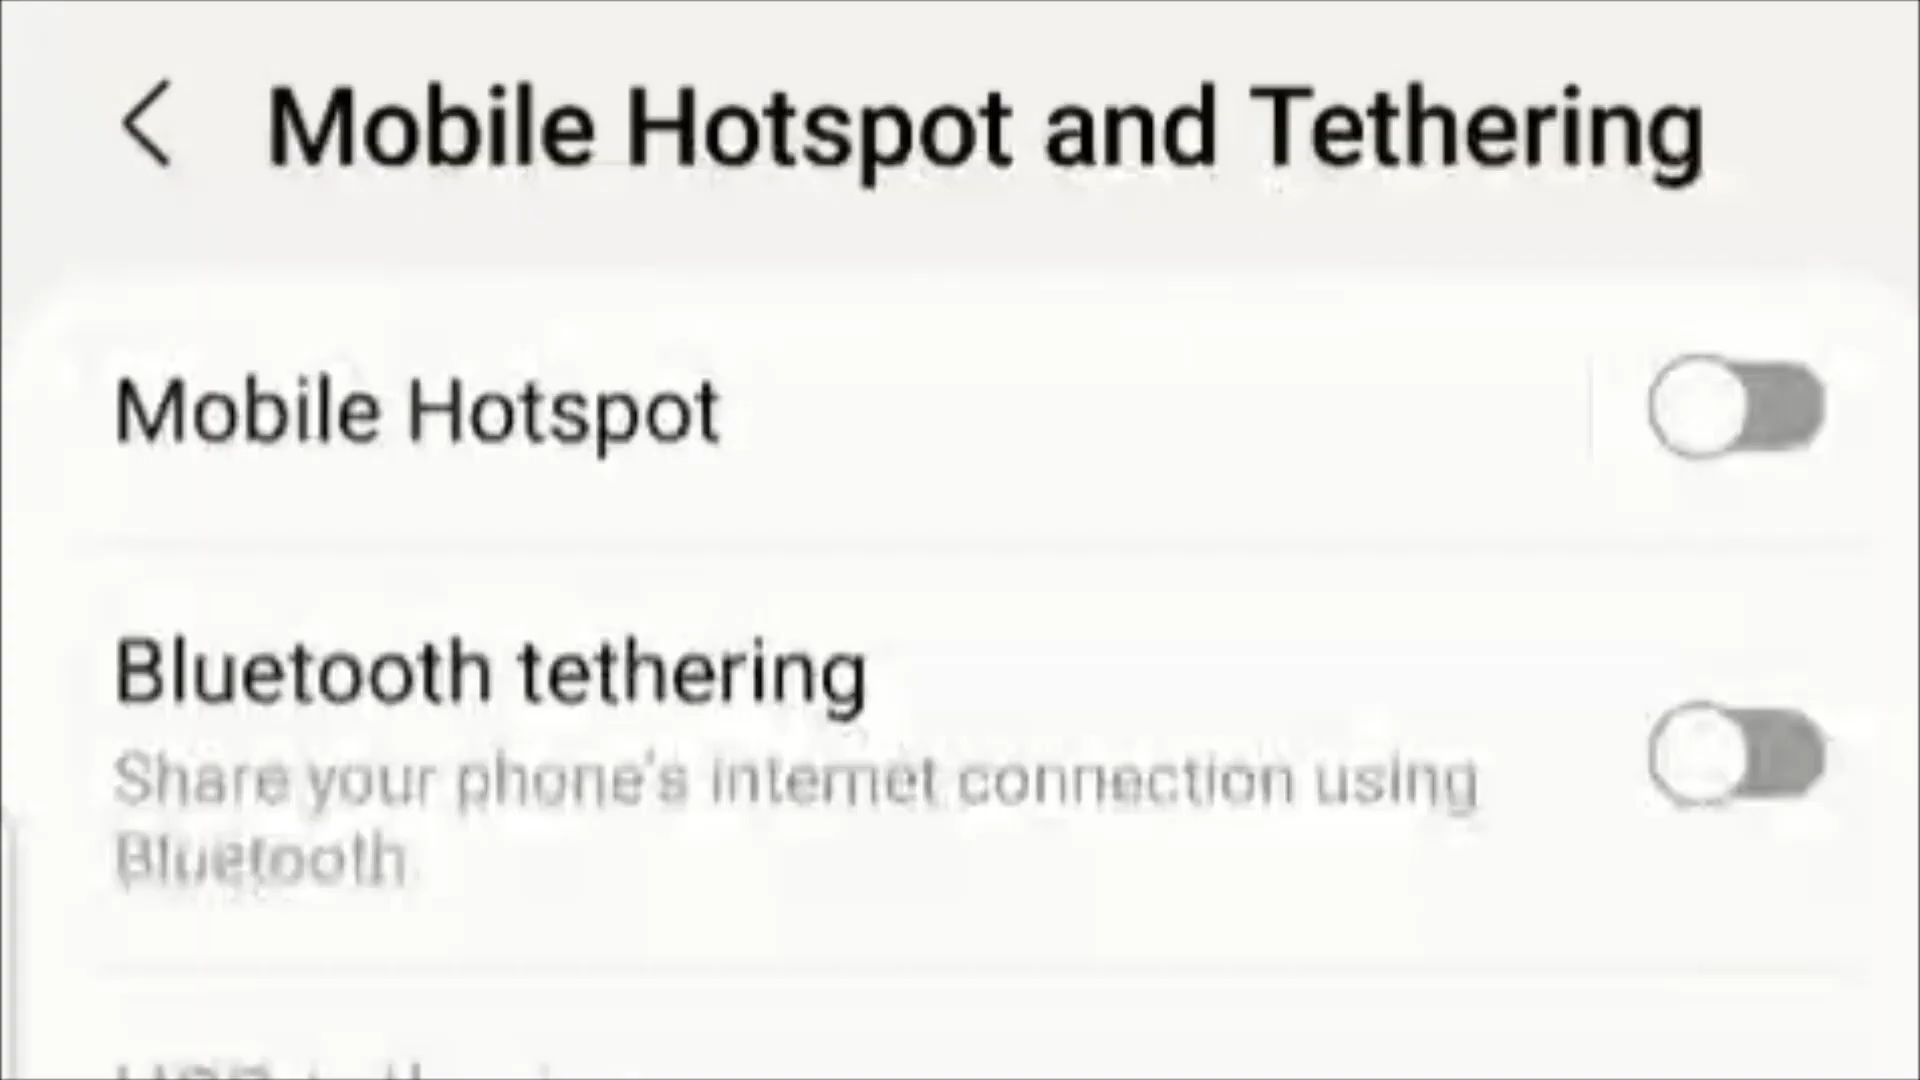 Mobile Hotspot and Tethering
Mobile Hotspot
Bluetooth tethering
Share your phone's internet connection using
Bluetooth